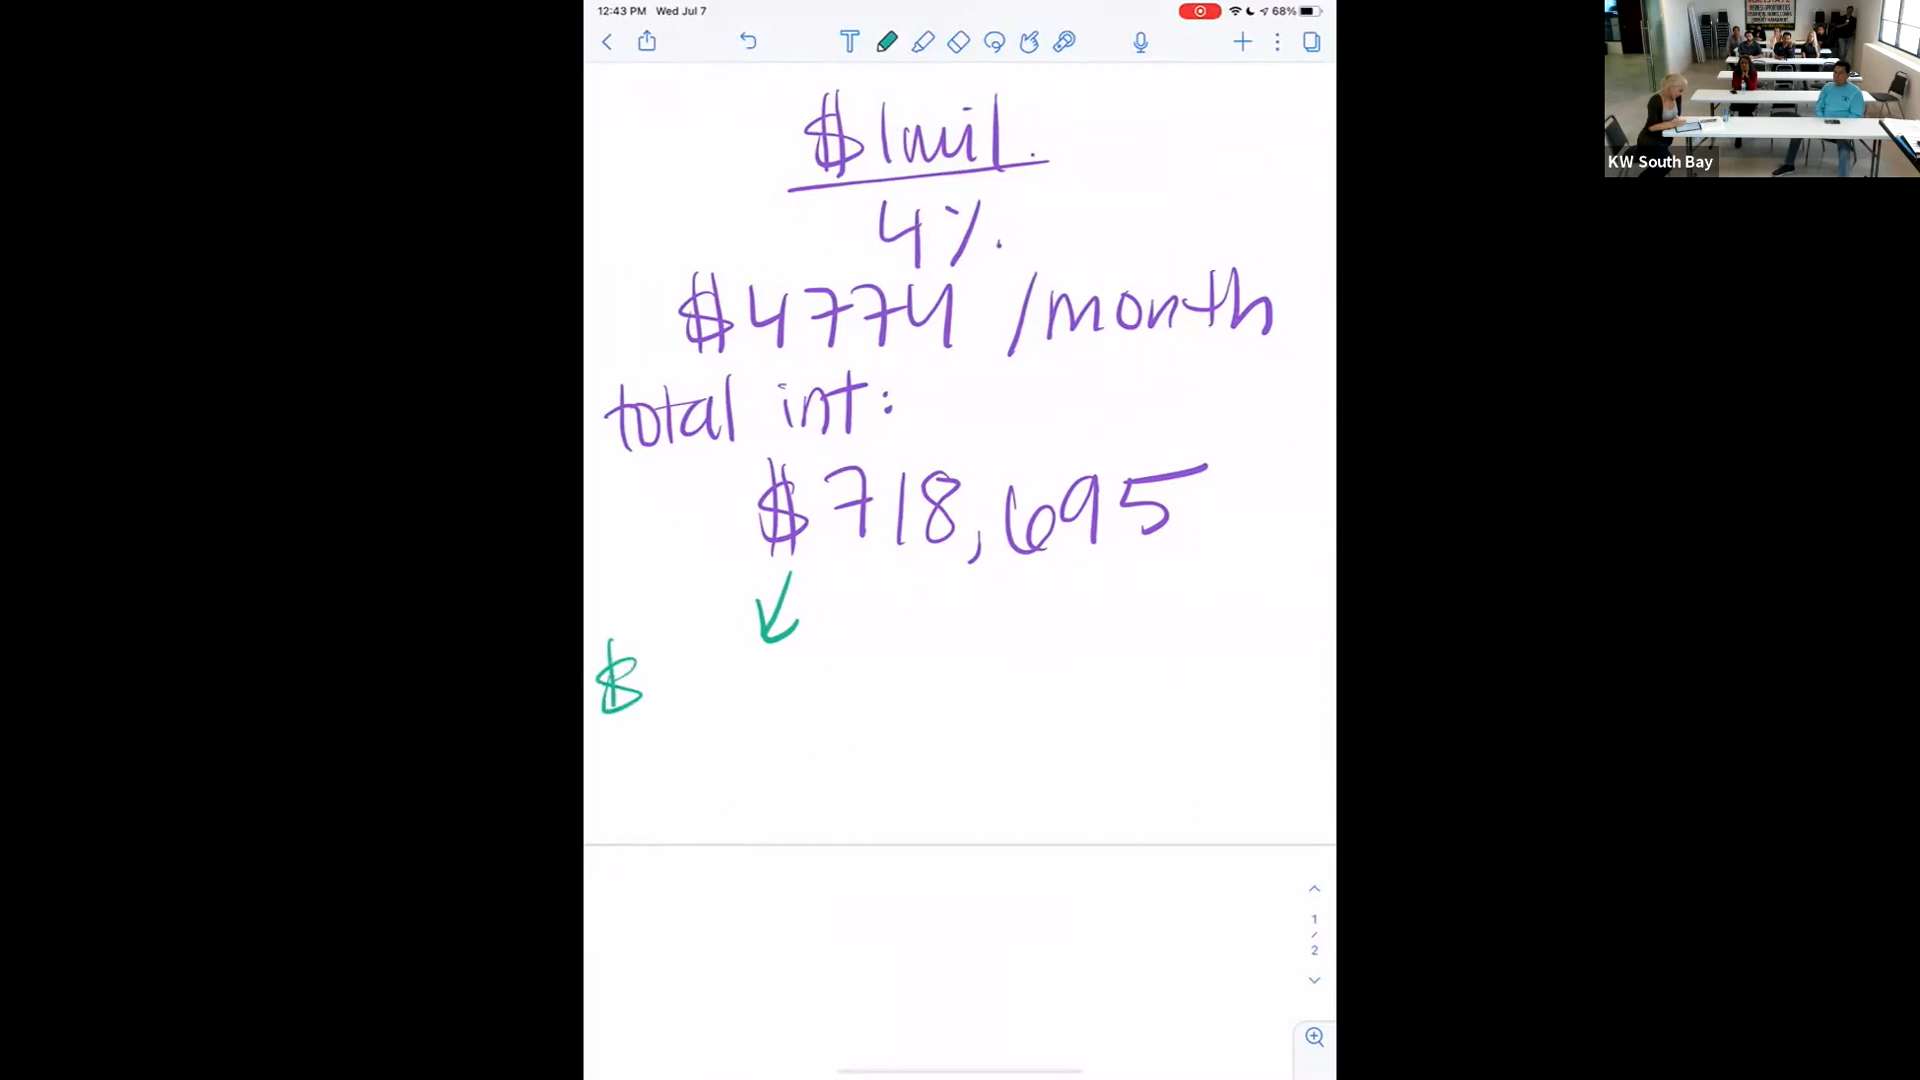 12:43 PM Wed Jul 7
68%
$1mil.
4%.
$4774 /month
total int:
$718,695
$
1
/
2
KW South Bay